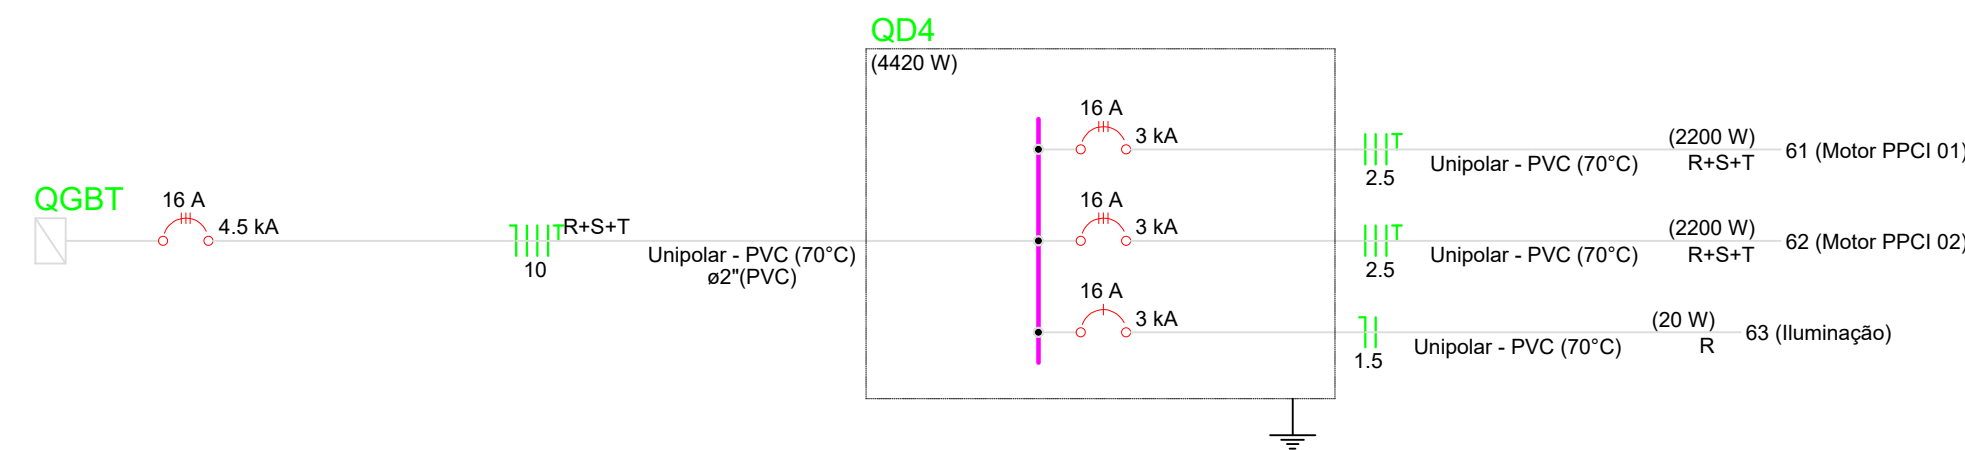 QD4
(4420 W)
16 A
3 kA
(2200 W)
Unipolar - PVC (70°C)
R+S+T
61 (Motor PPCI 01)
2.5
QGBT
16 A
4.5 kA
T
R+S+T
10
Unipolar - PVC (70°C)
ø2"(PVC)
16 A
3 kA
T
(2200 W)
Unipolar - PVC (70°C)
R+S+T
62 (Motor PPCI 02)
2.5
16 A
3 kA
(20 W)
Unipolar - PVC (70°C)
R
63 (Iluminação)
1.5